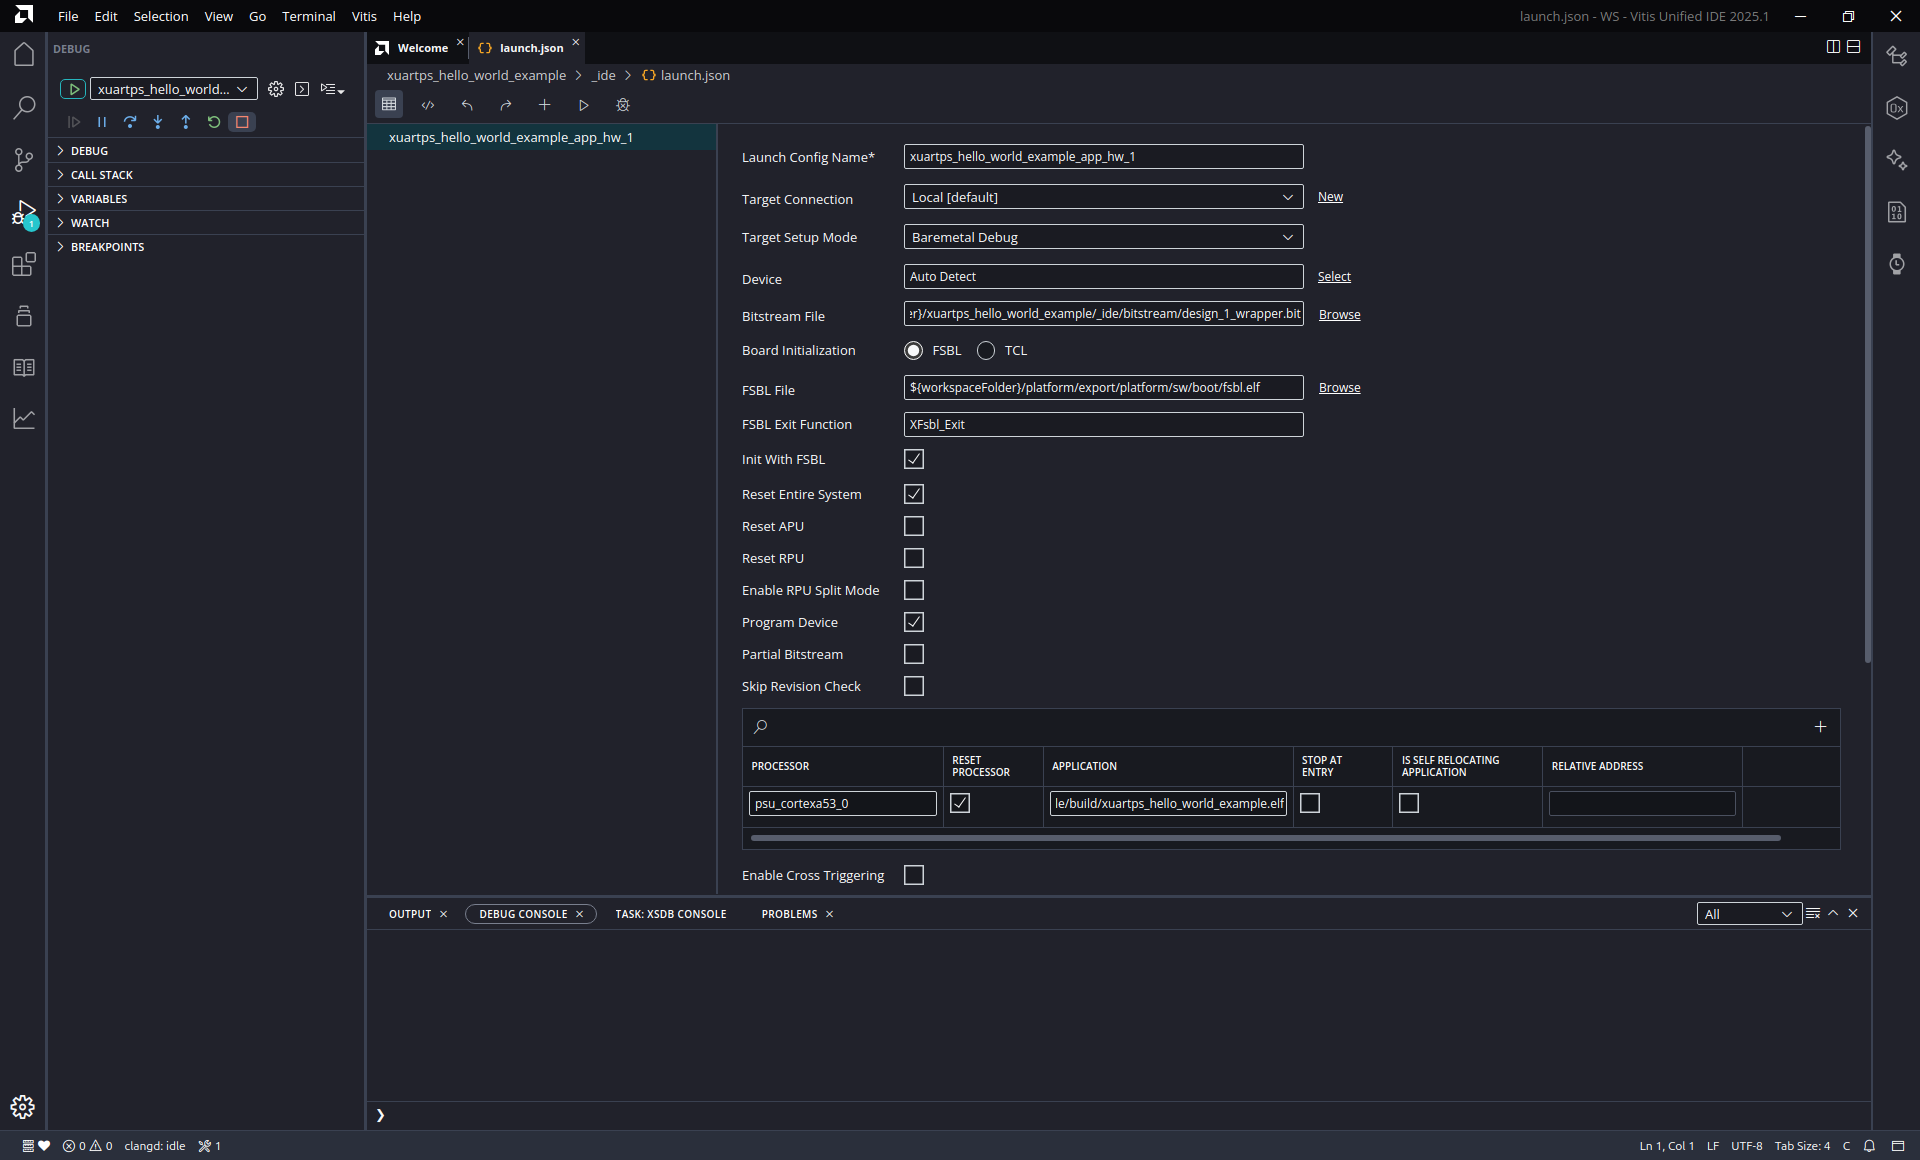 File Edit Selection View Go Terminal Vitis Help
launch.json - WS - Vitis Unified IDE 2025.1
DEBUG
xuartps_hello_world...
DEBUG
CALL STACK
VARIABLES
WATCH
BREAKPOINTS
1
Welcome
{} launch.json
xuartps_hello_world_example > _ide > {} launch.json
xuartps_hello_world_example_app_hw_1
Launch Config Name* xuartps_hello_world_example_app_hw_1
Target Connection Local [default] New
Target Setup Mode Baremetal Debug
Device Auto Detect Select
Bitstream File er}/xuartps_hello_world_example/_ide/bitstream/design_1_wrapper.bit Browse
Board Initialization FSBL TCL
FSBL File ${workspaceFolder}/platform/export/platform/sw/boot/fsbl.elf Browse
FSBL Exit Function XFsbl_Exit
Init With FSBL
Reset Entire System
Reset APU
Reset RPU
Enable RPU Split Mode
Program Device
Partial Bitstream
Skip Revision Check
PROCESSOR RESET PROCESSOR APPLICATION STOP AT ENTRY IS SELF RELOCATING APPLICATION RELATIVE ADDRESS
psu_cortexa53_0 le/build/xuartps_hello_world_example.elf
Enable Cross Triggering
OUTPUT DEBUG CONSOLE TASK: XSDB CONSOLE PROBLEMS All
0x
01
10
0 0 clangd: idle 1
Ln 1, Col 1 LF UTF-8 Tab Size: 4 C